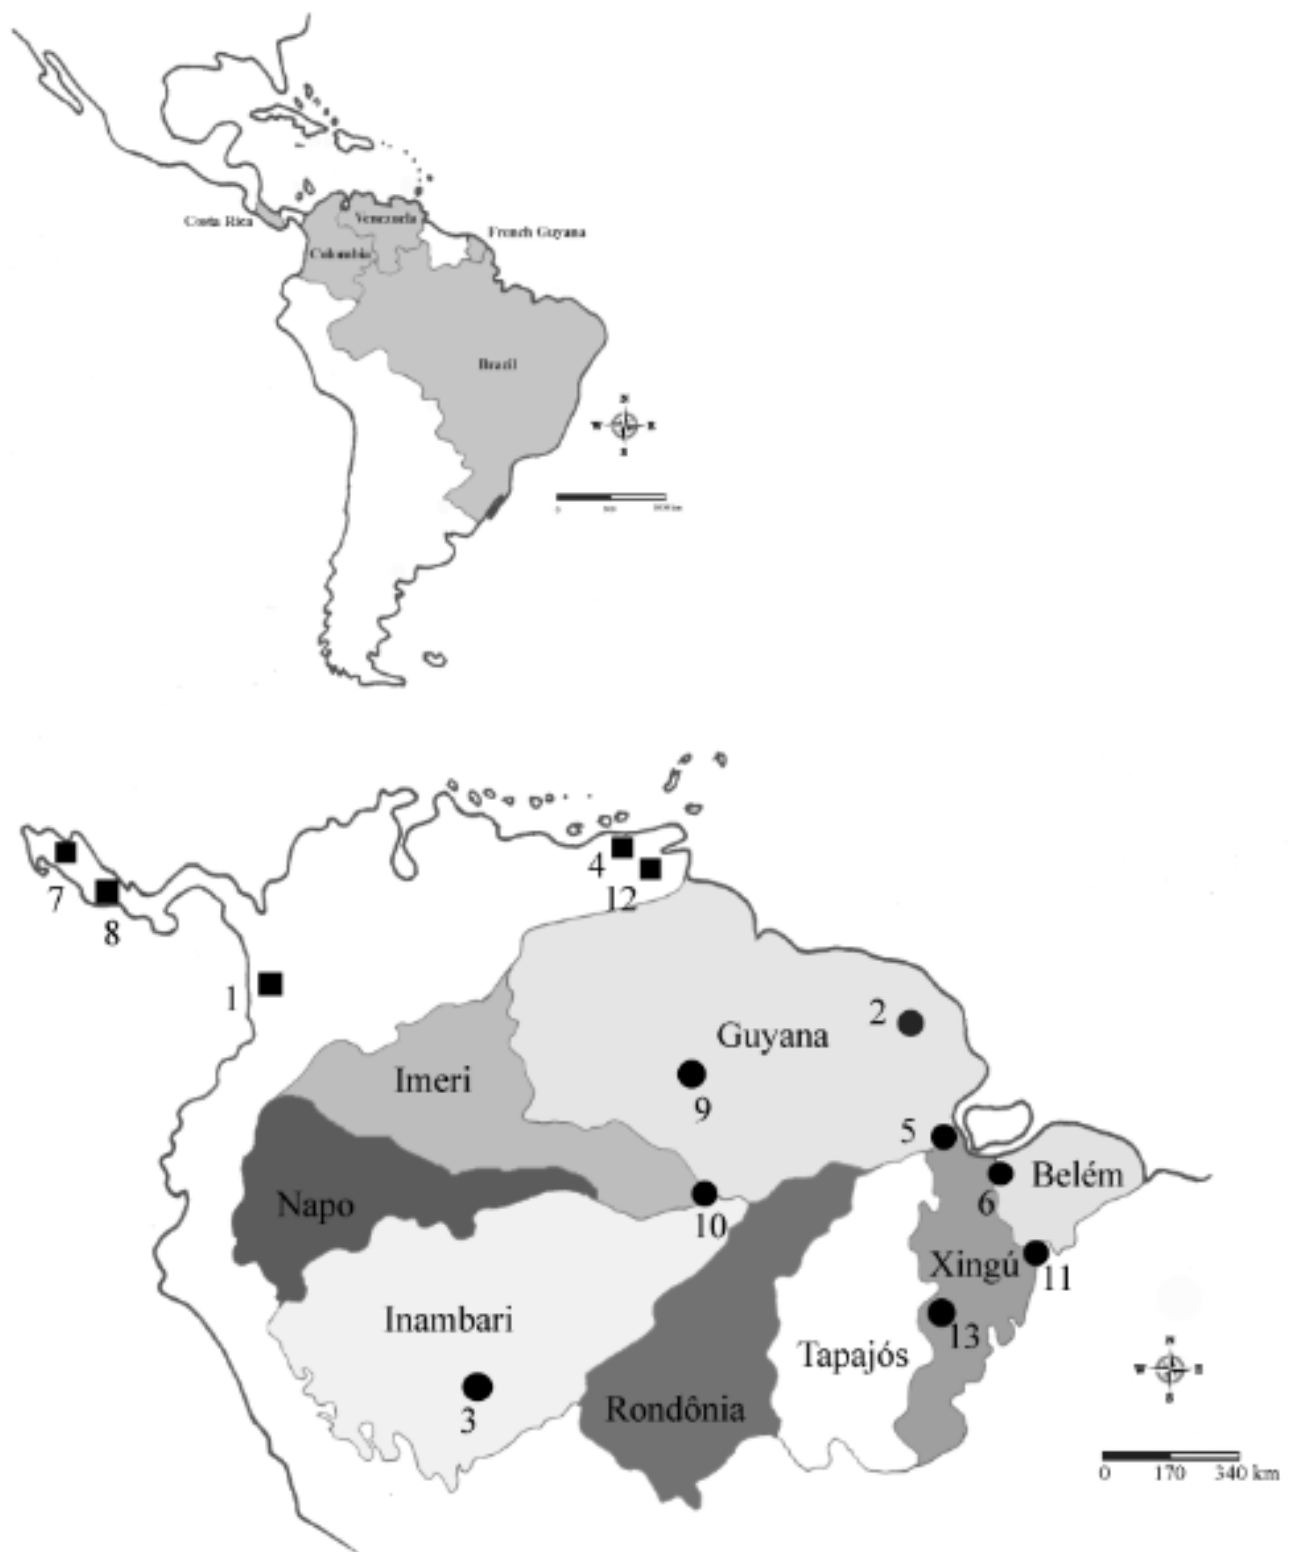 Costa Rica
Venezuela
French Guyana
Colombia
Brazil
N
W E
S
0
7
4
12
8
1
2
Guyana
Imeri
9
5
Belém
Napo
6
10
Xingú
11
Inambari
13
Tapajós
N
W E
S
3
Rondônia
0 170 340 km